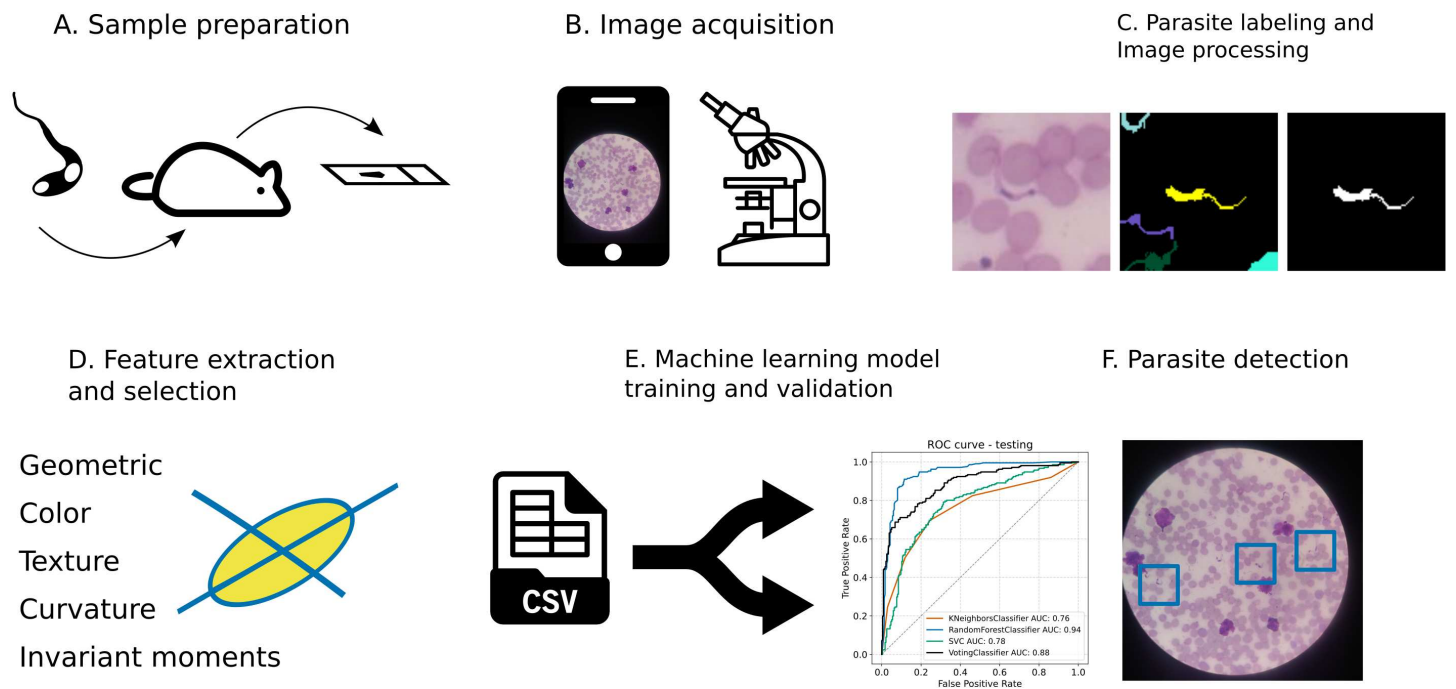 A. Sample preparation
B. Image acquisition
C. Parasite labeling and
Image processing
D. Feature extraction
and selection
Geometric
Color
Texture
Curvature
Invariant moments
E. Machine learning model
training and validation
CSV
ROC curve - testing
True Positive Rate
1.0
0.8
0.6
0.4
0.2
0.0
KNeighborsClassifier AUC: 0.76
RandomForestClassifier AUC: 0.94
SVC AUC: 0.78
VotingClassifier AUC: 0.88
0.0 0.2 0.4 0.6 0.8 1.0
False Positive Rate
F. Parasite detection